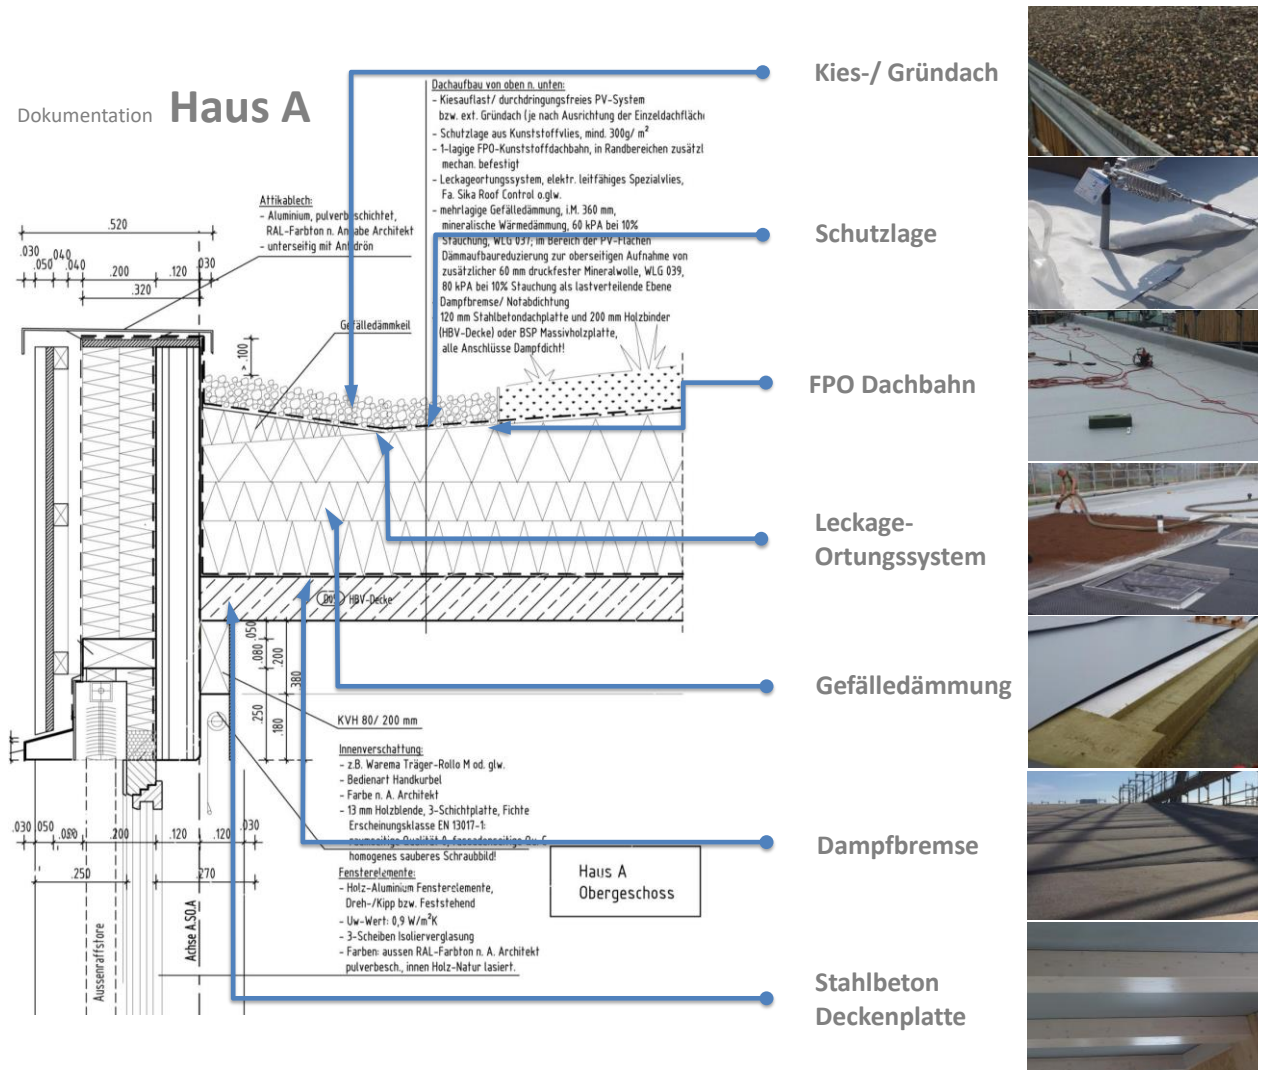 Dokumentation Haus A
Dachaufbau von oben n. unten:
- Kiesauflast/ durchdringungsfreies PV-System
bzw. ext. Gründach (je nach Ausrichtung der Einzeldachfläch
- Schutzlage aus Kunststoffvlies, mind. 300g/ m²
- 1-lagige FPO-Kunststoffdachbahn, in Randbereichen zusätzl
mechan. befestigt
- Leckageortungssystem, elektr. leitfähiges Spezialvlies,
Fa. Sika Roof Control o.glw.
- mehrlagige Gefälledämmung, i.M. 360 mm,
mineralische Wärmedämmung, 60 kPA bei 10%
Stauchung, WLG 037; im Bereich der PV-Flächen
Dämmaufbaureduzierung zur oberseitigen Aufnahme von
zusätzlicher 60 mm druckfester Mineralwolle, WLG 039,
80 kPA bei 10% Stauchung als lastverteilende Ebene
Dampfbremse/ Notabdichtung
120 mm Stahlbetondachplatte und 200 mm Holzbinder
(HBV-Decke) oder BSP Massivholzplatte,
alle Anschlüsse Dampfdicht!
Attikablech:
- Aluminium, pulverbeschichtet,
RAL-Farbton n. Angabe Architekt
- unterseitig mit Antidrön
.520
.030
.050
.040
.040
.200
.120
.030
.320
Gefälledämmkeil
> .100
HBV-Decke
.050
.080
.200
.380
.250
.180
KVH 80/ 200 mm
Innenverschattung:
- z.B. Warema Träger-Rollo M od. glw.
- Bedienart Handkurbel
- Farbe n. A. Architekt
- 13 mm Holzblende, 3-Schichtplatte, Fichte
Erscheinungsklasse EN 13017-1:
homogenes sauberes Schraubbild!
Fensterelemente:
- Holz-Aluminium Fensterelemente,
Dreh-/Kipp bzw. Feststehend
- Uw-Wert: 0,9 W/m²K
- 3-Scheiben Isolierverglasung
- Farben: aussen RAL-Farbton n. A. Architekt
pulverbesch., innen Holz-Natur lasiert.
.030
.050
.200
.120
.120
.030
.250
.270
Aussenraffstore
Achse A.SO.A
Haus A
Obergeschoss
Kies-/ Gründach
Schutzlage
FPO Dachbahn
Leckage-
Ortungssystem
Gefälledämmung
Dampfbremse
Stahlbeton
Deckenplatte